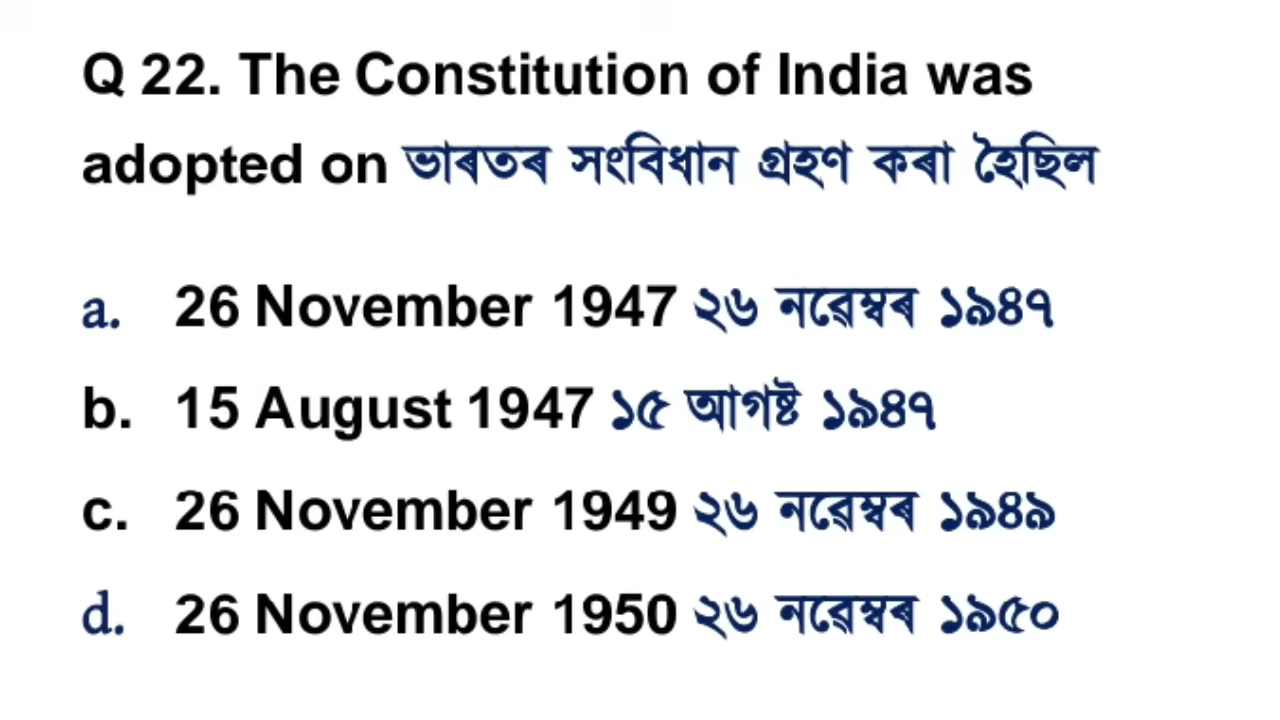 Q 22. The Constitution of India was
adopted on ভাৰতৰ সংবিধান গ্ৰহণ কৰা হৈছিল
a. 26 November 1947 ২৬ নৱেম্বৰ ১৯৪৭
b. 15 August 1947 ১৫ আগষ্ট ১৯৪৭
c. 26 November 1949 ২৬ নৱেম্বৰ ১৯৪৯
d. 26 November 1950 ২৬ নৱেম্বৰ ১৯৫০